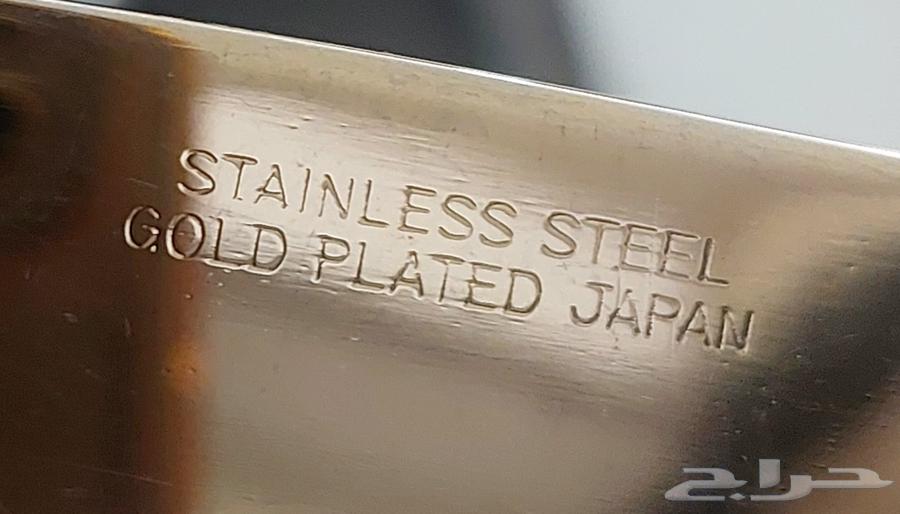 STAINLESS STEEL
GOLD PLATED JAPAN
حراج